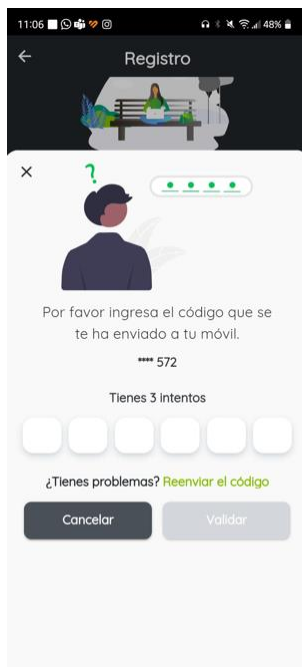 11:06 48%
Registro
Por favor ingresa el código que se
te ha enviado a tu móvil.
**** 572
Tienes 3 intentos
¿Tienes problemas? Reenviar el código
Cancelar Validar